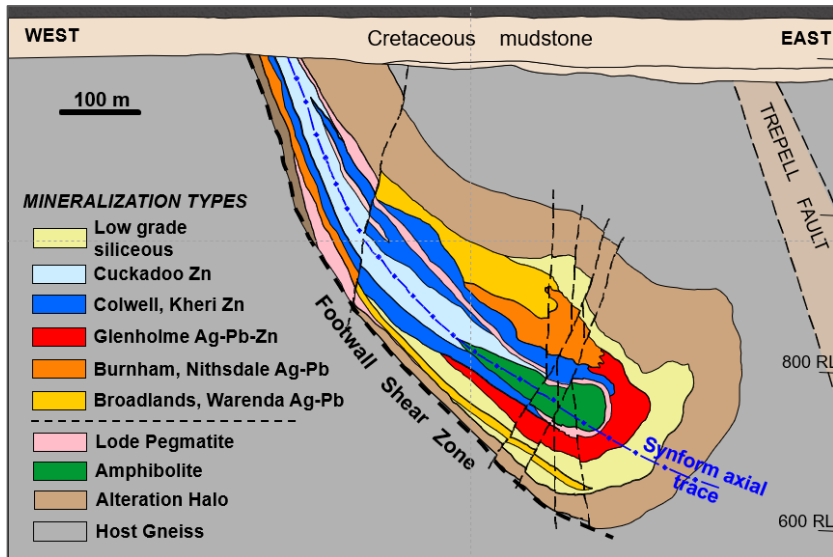 WEST
Cretaceous mudstone
EAST
100 m
TREPELL
FAULT
MINERALIZATION TYPES
Low grade
siliceous
Cuckadoo Zn
Colwell, Kheri Zn
Glenholme Ag-Pb-Zn
Burnham, Nithsdale Ag-Pb
Broadlands, Warenda Ag-Pb
Lode Pegmatite
Amphibolite
Alteration Halo
Host Gneiss
Footwall Shear Zone
800 RL
Synform axial
trace
600 RL